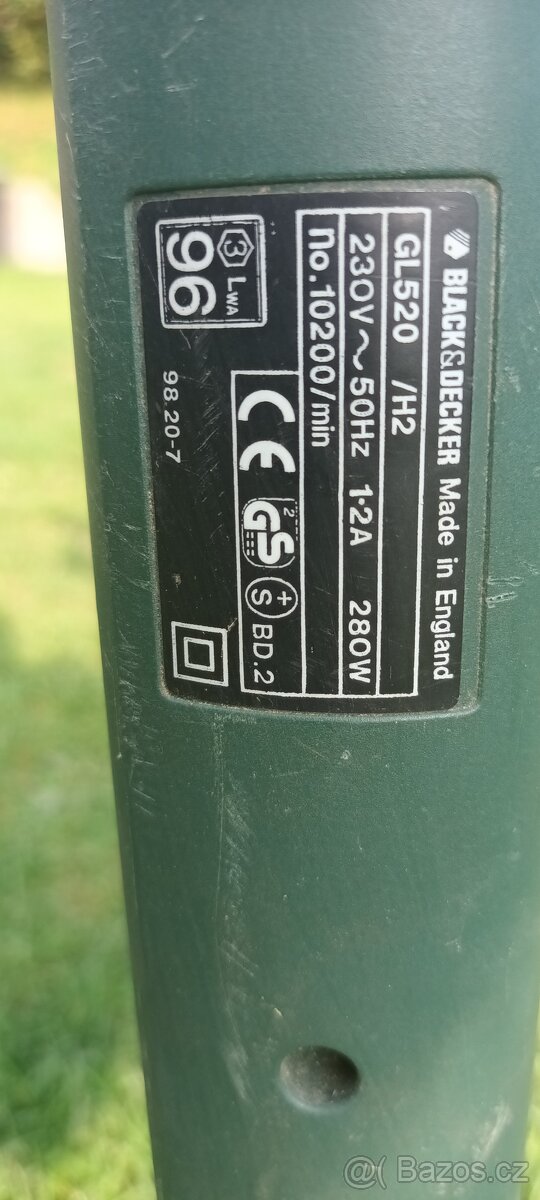 BLACK&DECKER Made in England
GL520 /H2
230V～50Hz 1·2A 280W
no.10200/min
CE GS 2 +S BD.2
3 LWA
96
98.20-7
Bazos.cz